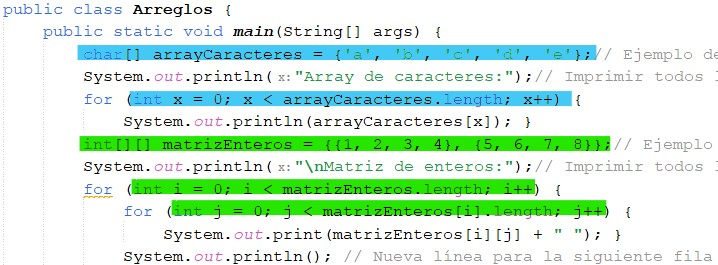 public class Arreglos {
public static void main(String[] args) {
char[] arrayCaracteres = {'a', 'b', 'c', 'd', 'e'};// Ejemplo de
System.out.println( x: "Array de caracteres:");// Imprimir todos
for (int x = 0; x < arrayCaracteres.length; x++) {
System.out.println(arrayCaracteres[x]); }
int[][] matrizEnteros = {{1, 2, 3, 4}, {5, 6, 7, 8}};// Ejemplo
System.out.println( x: "\nMatriz de enteros:");// Imprimir todos
for (int i = 0; i < matrizEnteros.length; i++) {
for (int j = 0; j < matrizEnteros[i].length; j++) {
System.out.print(matrizEnteros[i][j] + " "); }
System.out.println(); // Nueva línea para la siguiente fila